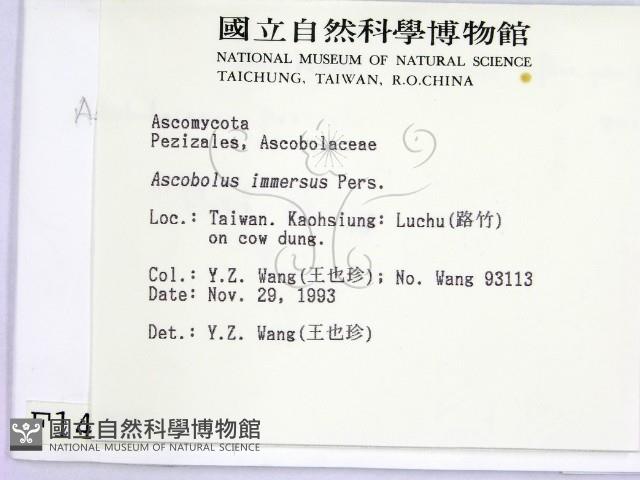 國立自然科學博物館
NATIONAL MUSEUM OF NATURAL SCIENCE
TAICHUNG, TAIWAN, R.O.CHINA
Ascomycota
Pezizales, Ascobolaceae
Ascobolus immersus Pers.
Loc.: Taiwan. Kaohsiung: Luchu(路竹)
on cow dung.
Col.: Y.Z. Wang(王也珍); No. Wang 93113
Date: Nov. 29, 1993
Det.: Y.Z. Wang(王也珍)
F14
國立自然科學博物館
NATIONAL MUSEUM OF NATURAL SCIENCE